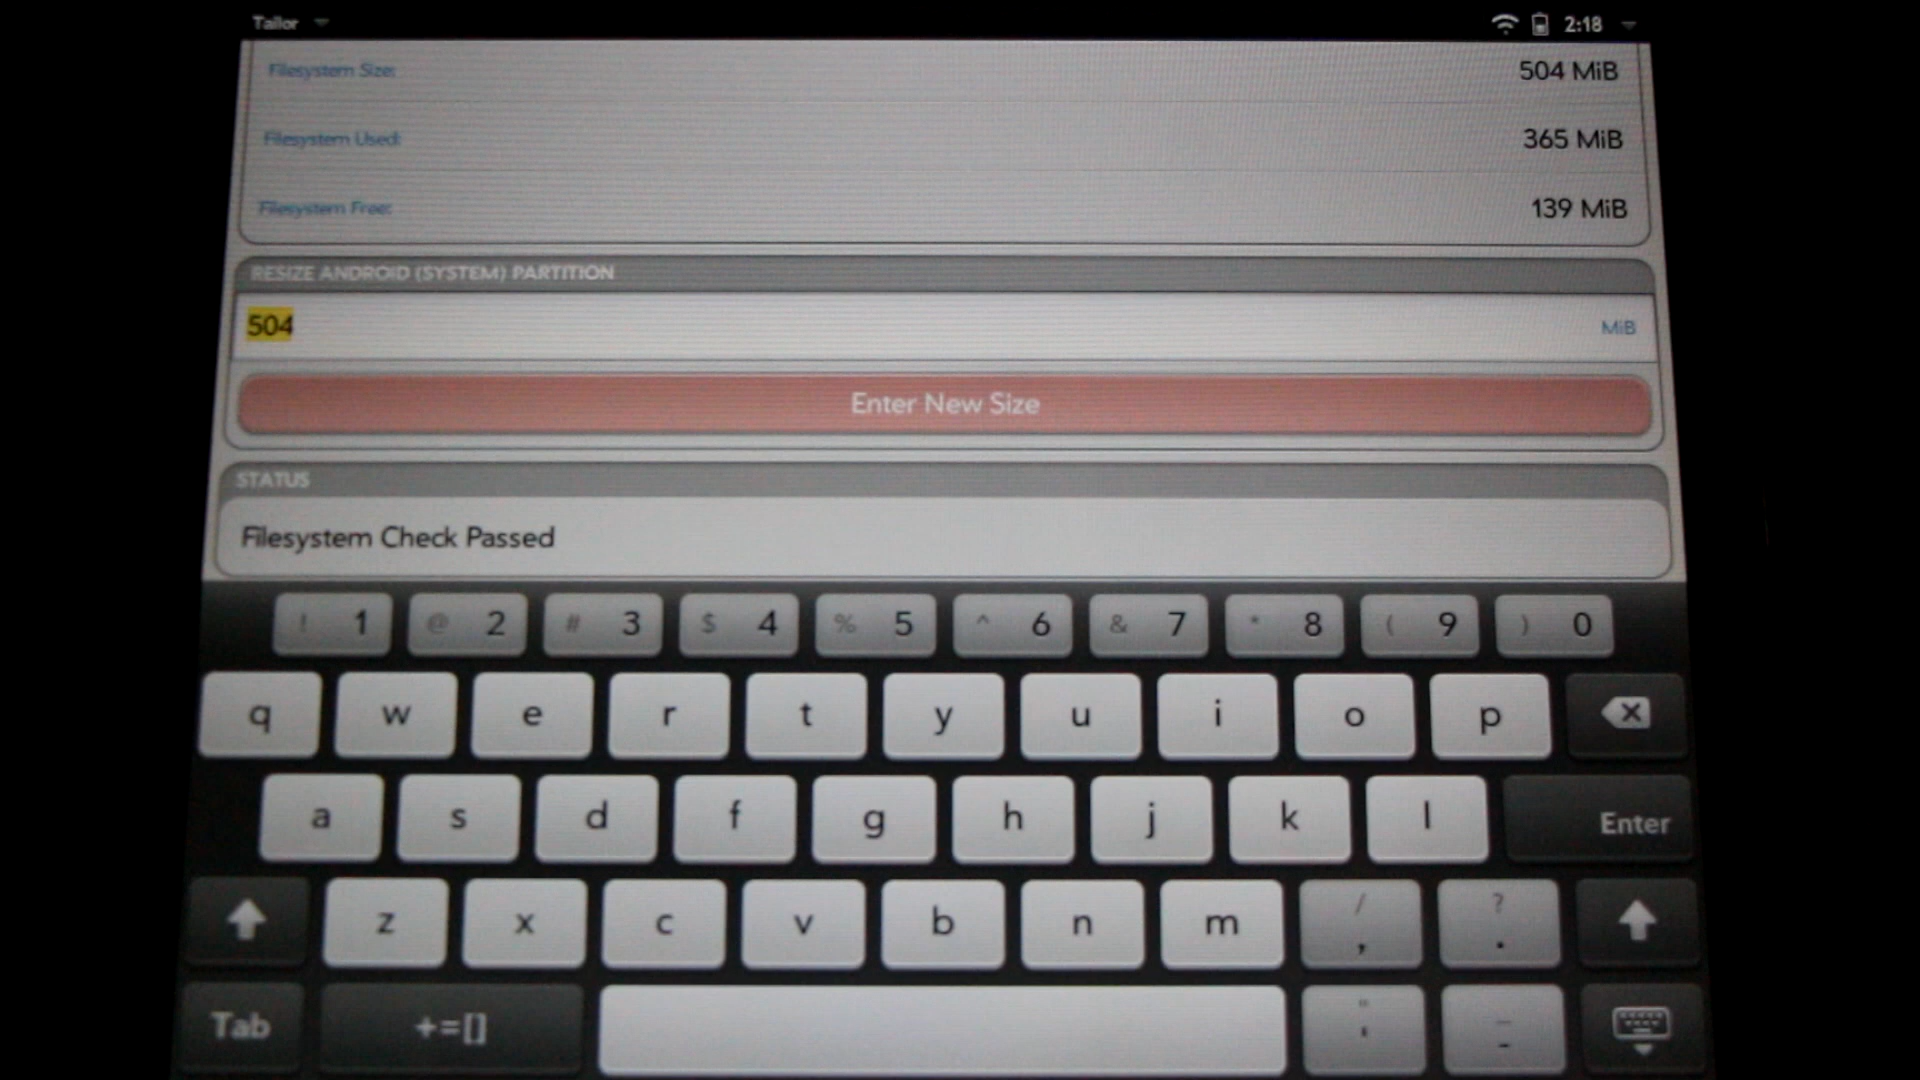 Tailor 2:18
Filesystem Size: 504 MiB
Filesystem Used: 365 MiB
Filesystem Free: 139 MiB
RESIZE ANDROID (SYSTEM) PARTITION
504 MiB
Enter New Size
STATUS
Filesystem Check Passed
! 1 @ 2 # 3 $ 4 % 5 ^ 6 & 7 * 8 ( 9 ) 0
q w e r t y u i o p
a s d f g h j k l Enter
z x c v b n m / , ? .
Tab +=[] " ' _ -